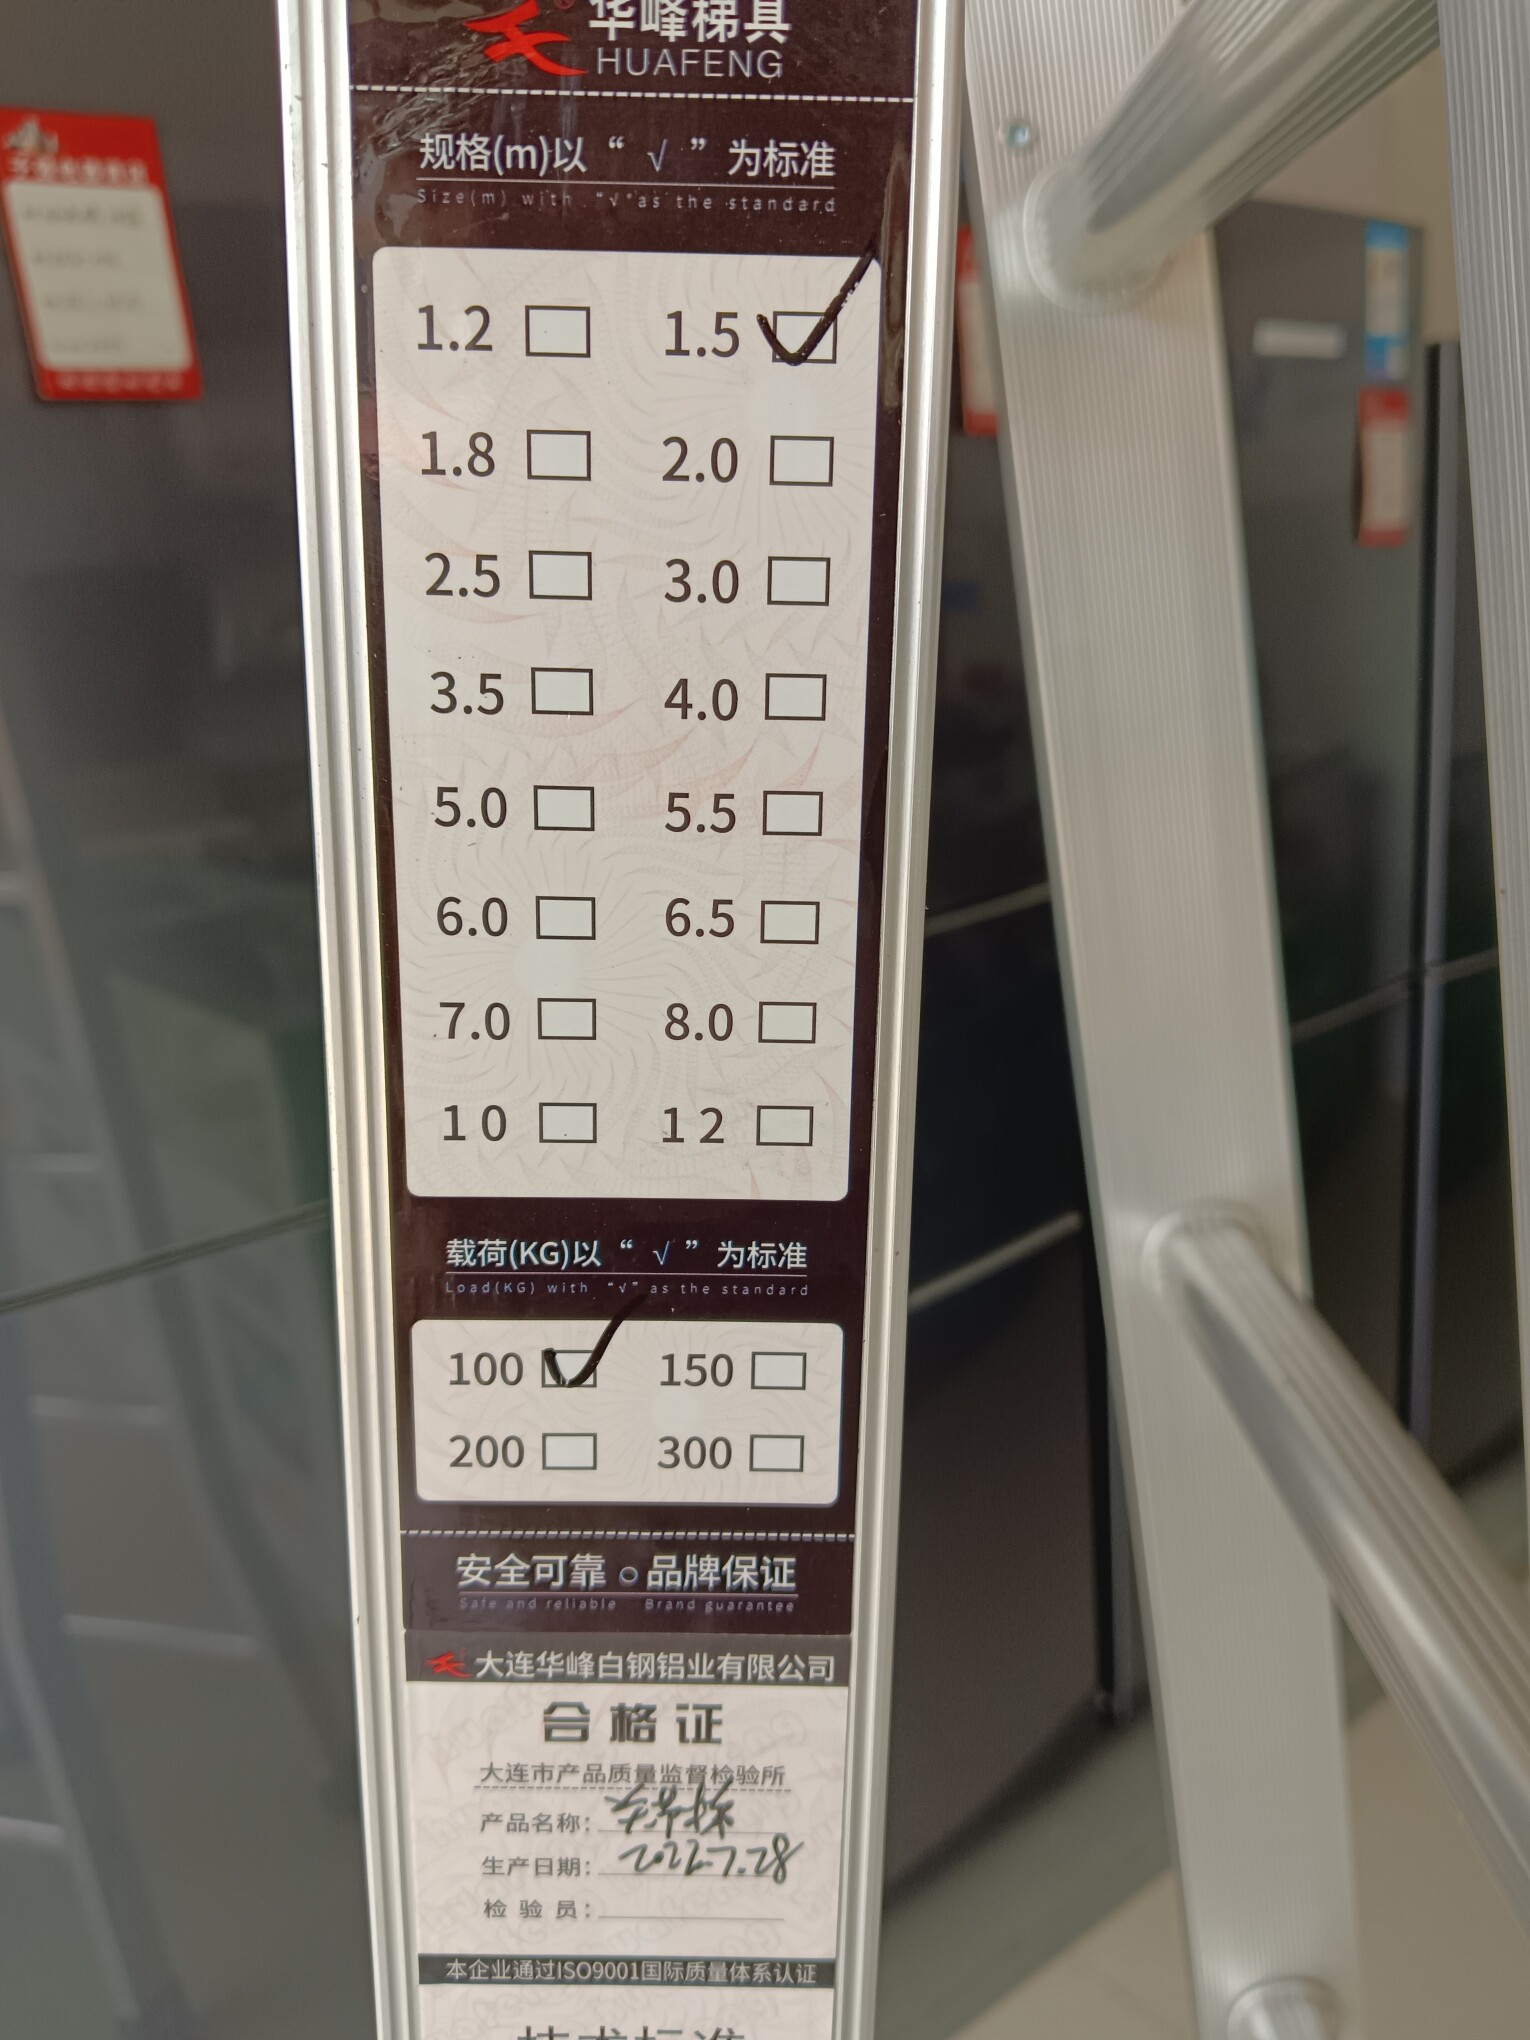 华峰梯具
HUAFENG
规格(m)以“√”为标准
Size(m) with "√"as the standard
1.2 1.5
1.8 2.0
2.5 3.0
3.5 4.0
5.0 5.5
6.0 6.5
7.0 8.0
10 12
载荷(KG)以“√”为标准
Load(KG) with "√"as the standard
100 150
200 300
安全可靠 品牌保证
Safe and reliable Brand guarantee
大连华峰白钢铝业有限公司
合格证
大连市产品质量监督检验所
产品名称:
生产日期: 2022.7.28
检验员:
本企业通过ISO9001国际质量体系认证
技术标准